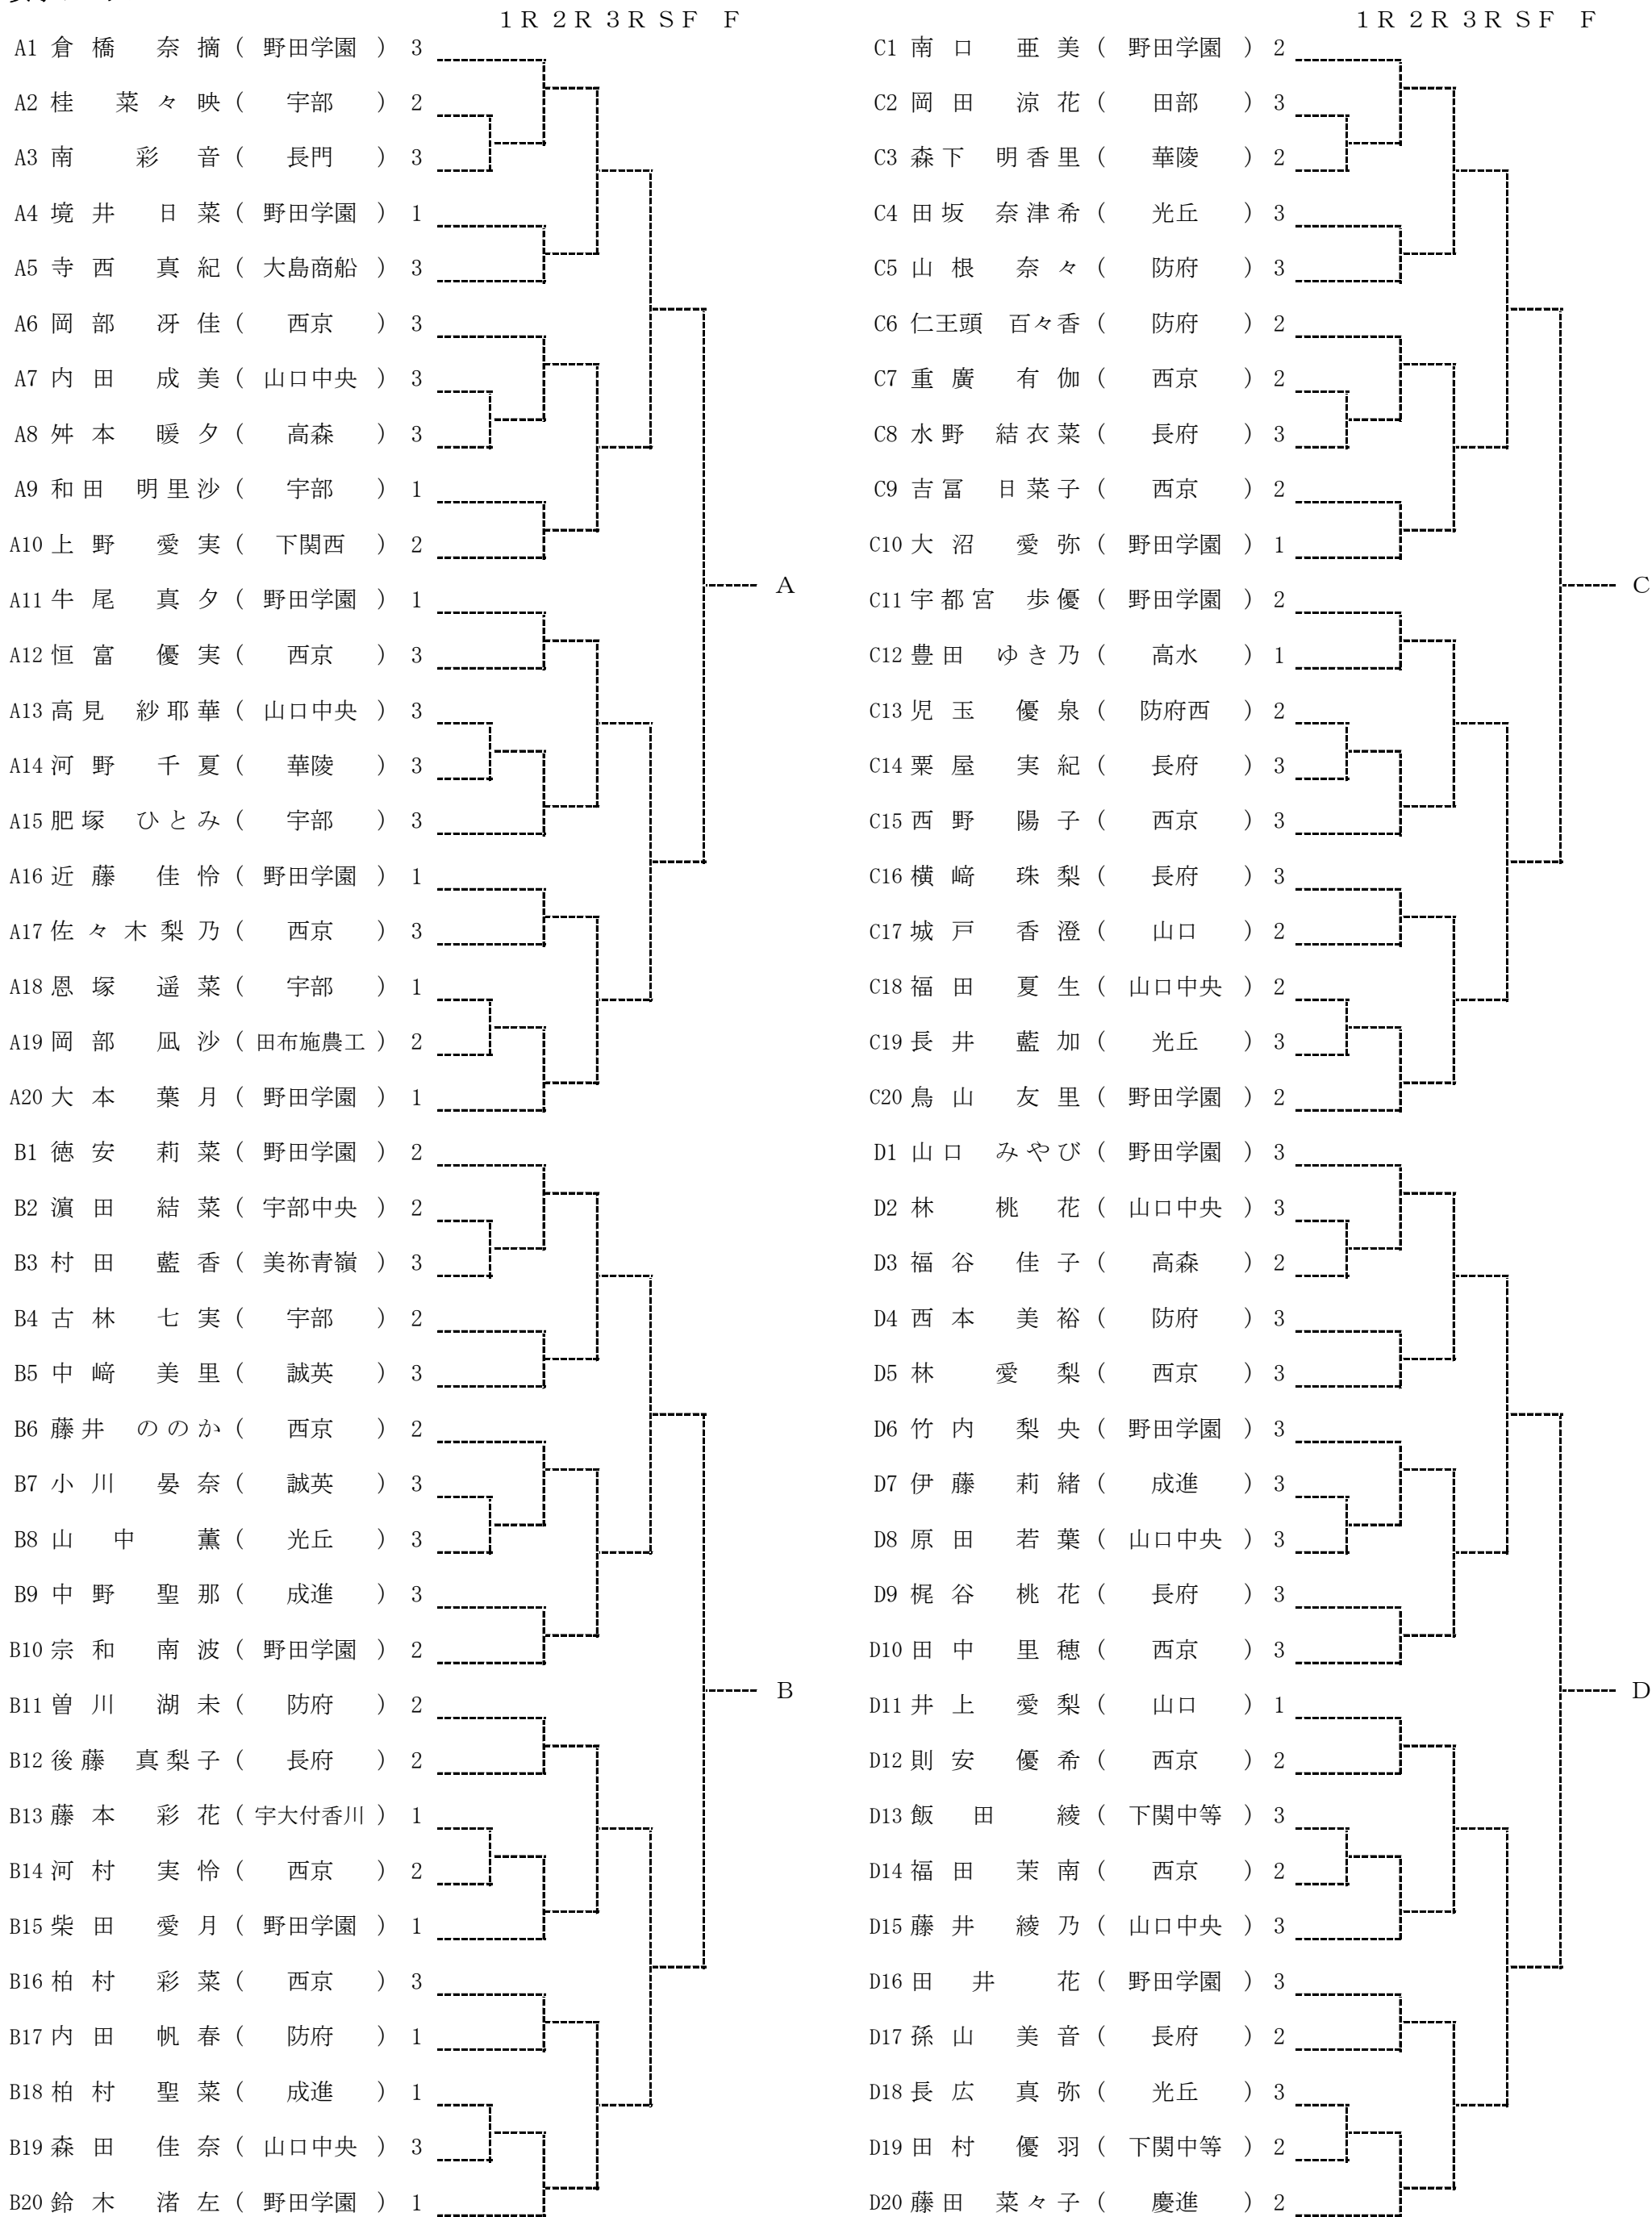 １Ｒ ２Ｒ ３Ｒ ＳＦ Ｆ
A1 倉橋 奈摘 ( 野田学園 ) 3
A2 桂 菜々映 ( 宇部 ) 2
A3 南 彩音 ( 長門 ) 3
A4 境井 日菜 ( 野田学園 ) 1
A5 寺西 真紀 ( 大島商船 ) 3
A6 岡部 冴佳 ( 西京 ) 3
A7 内田 成美 ( 山口中央 ) 3
A8 舛本 暖夕 ( 高森 ) 3
A9 和田 明里沙 ( 宇部 ) 1
A10 上野 愛実 ( 下関西 ) 2
A11 牛尾 真夕 ( 野田学園 ) 1
A12 恒富 優実 ( 西京 ) 3
A13 高見 紗耶華 ( 山口中央 ) 3
A14 河野 千夏 ( 華陵 ) 3
A15 肥塚 ひとみ ( 宇部 ) 3
A16 近藤 佳怜 ( 野田学園 ) 1
A17 佐々木梨乃 ( 西京 ) 3
A18 恩塚 遥菜 ( 宇部 ) 1
A19 岡部 凪沙 ( 田布施農工 ) 2
A20 大本 葉月 ( 野田学園 ) 1
A
B1 徳安 莉菜 ( 野田学園 ) 2
B2 濵田 結菜 ( 宇部中央 ) 2
B3 村田 藍香 ( 美祢青嶺 ) 3
B4 古林 七実 ( 宇部 ) 2
B5 中﨑 美里 ( 誠英 ) 3
B6 藤井 ののか ( 西京 ) 2
B7 小川 晏奈 ( 誠英 ) 3
B8 山中 薫 ( 光丘 ) 3
B9 中野 聖那 ( 成進 ) 3
B10 宗和 南波 ( 野田学園 ) 2
B11 曽川 湖未 ( 防府 ) 2
B12 後藤 真梨子 ( 長府 ) 2
B13 藤本 彩花 ( 宇大付香川 ) 1
B14 河村 実怜 ( 西京 ) 2
B15 柴田 愛月 ( 野田学園 ) 1
B16 柏村 彩菜 ( 西京 ) 3
B17 内田 帆春 ( 防府 ) 1
B18 柏村 聖菜 ( 成進 ) 1
B19 森田 佳奈 ( 山口中央 ) 3
B20 鈴木 渚左 ( 野田学園 ) 1
B
１Ｒ ２Ｒ ３Ｒ ＳＦ Ｆ
C1 南口 亜美 ( 野田学園 ) 2
C2 岡田 涼花 ( 田部 ) 3
C3 森下 明香里 ( 華陵 ) 2
C4 田坂 奈津希 ( 光丘 ) 3
C5 山根 奈々 ( 防府 ) 3
C6 仁王頭 百々香 ( 防府 ) 2
C7 重廣 有伽 ( 西京 ) 2
C8 水野 結衣菜 ( 長府 ) 3
C9 吉冨 日菜子 ( 西京 ) 2
C10 大沼 愛弥 ( 野田学園 ) 1
C11 宇都宮 歩優 ( 野田学園 ) 2
C12 豊田 ゆき乃 ( 高水 ) 1
C13 児玉 優泉 ( 防府西 ) 2
C14 粟屋 実紀 ( 長府 ) 3
C15 西野 陽子 ( 西京 ) 3
C16 横﨑 珠梨 ( 長府 ) 3
C17 城戸 香澄 ( 山口 ) 2
C18 福田 夏生 ( 山口中央 ) 2
C19 長井 藍加 ( 光丘 ) 3
C20 鳥山 友里 ( 野田学園 ) 2
C
D1 山口 みやび ( 野田学園 ) 3
D2 林 桃花 ( 山口中央 ) 3
D3 福谷 佳子 ( 高森 ) 2
D4 西本 美裕 ( 防府 ) 3
D5 林 愛梨 ( 西京 ) 3
D6 竹内 梨央 ( 野田学園 ) 3
D7 伊藤 莉緒 ( 成進 ) 3
D8 原田 若葉 ( 山口中央 ) 3
D9 梶谷 桃花 ( 長府 ) 3
D10 田中 里穂 ( 西京 ) 3
D11 井上 愛梨 ( 山口 ) 1
D12 則安 優希 ( 西京 ) 2
D13 飯田 綾 ( 下関中等 ) 3
D14 福田 茉南 ( 西京 ) 2
D15 藤井 綾乃 ( 山口中央 ) 3
D16 田井 花 ( 野田学園 ) 3
D17 孫山 美音 ( 長府 ) 2
D18 長広 真弥 ( 光丘 ) 3
D19 田村 優羽 ( 下関中等 ) 2
D20 藤田 菜々子 ( 慶進 ) 2
D